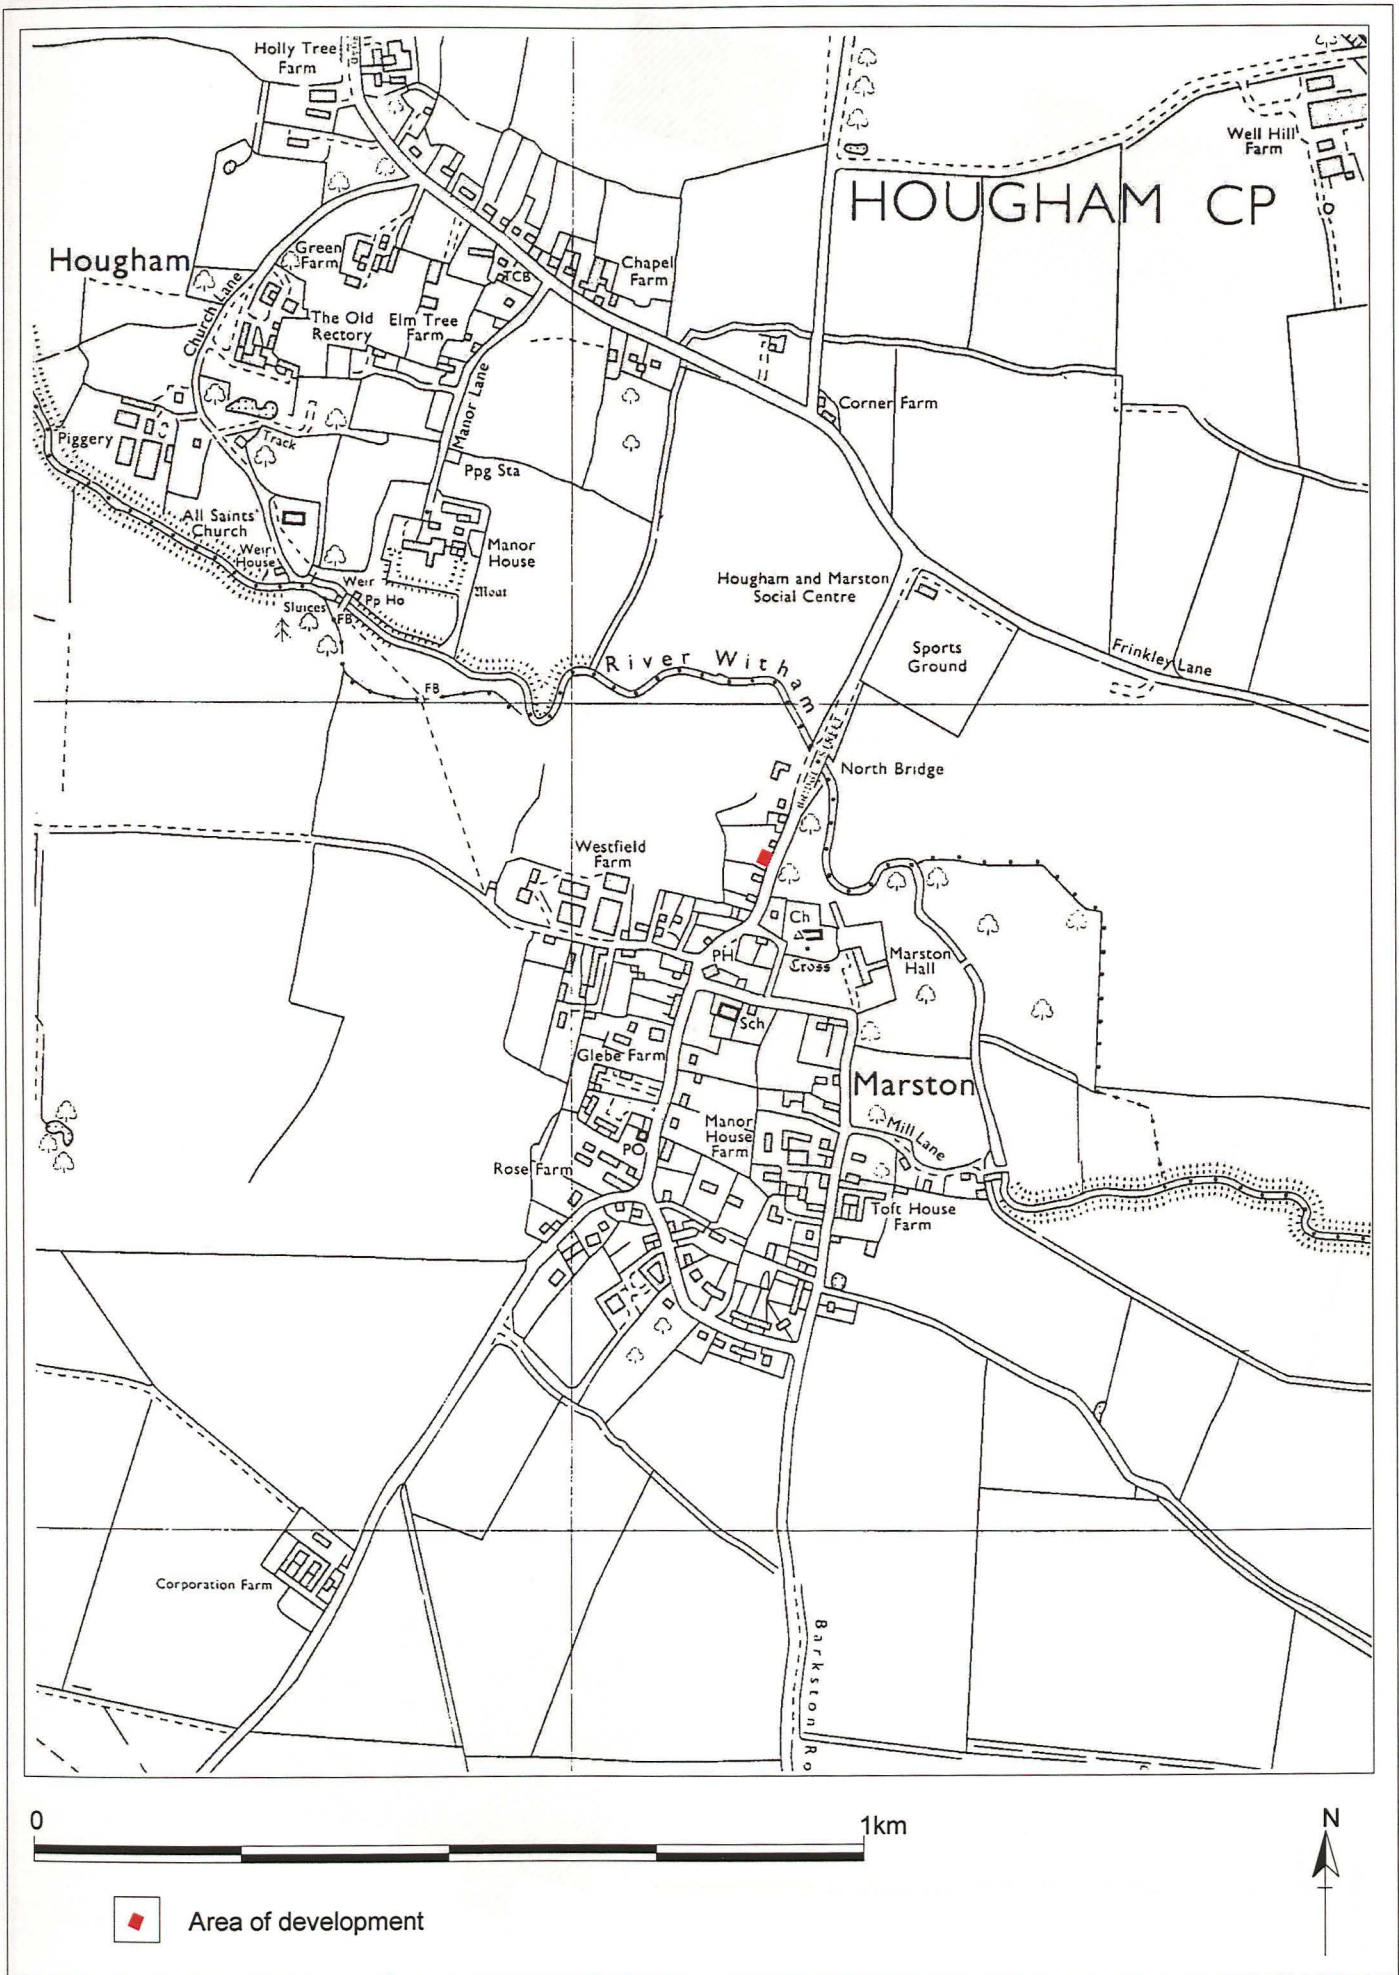 Holly Tree
Farm
Well Hill
Farm
HOUGHAM CP
Hougham
Green
Farm
Chapel
Farm
TCB
Church Lane
The Old
Rectory
Elm Tree
Farm
Manor Lane
Corner Farm
Piggery
Track
Ppg Sta
All Saints'
Church
Weir
House
Manor
House
Weir
Pp Ho
Moat
Sluices
FB
Hougham and Marston
Social Centre
Sports
Ground
Frinkley Lane
River Witham
FB
North Bridge
Westfield
Farm
Ch
PH
Cross
Marston
Hall
Sch
Glebe Farm
Marston
Manor
House
Farm
Mill Lane
PO
Rose Farm
Toft House
Farm
Corporation Farm
Barkston Ro
0
1km
N
Area of development